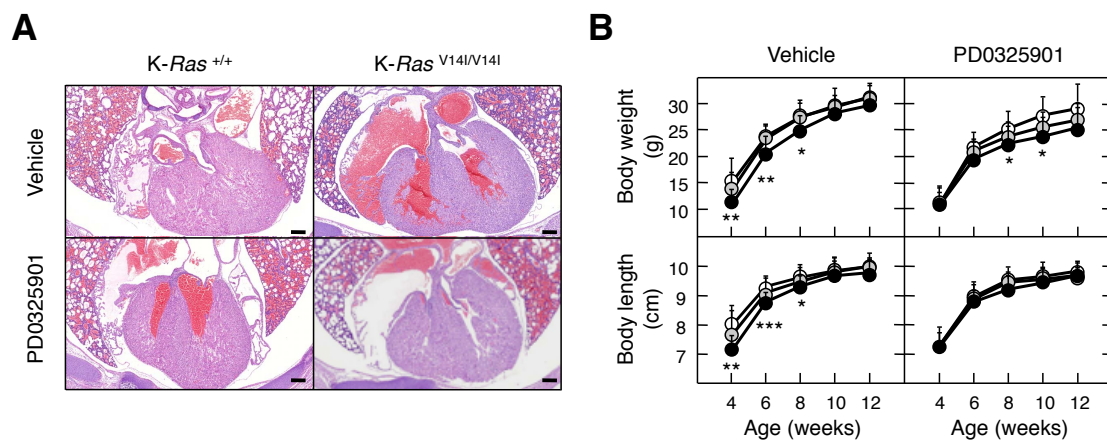 A
K-Ras +/+
K-Ras V14I/V14I
Vehicle
PD0325901
B
Vehicle
PD0325901
Body weight
(g)
30
25
20
15
10
**
**
*
*
*
Body length
(cm)
10
9
8
7
**
***
*
4 6 8 10 12
4 6 8 10 12
Age (weeks)
Age (weeks)